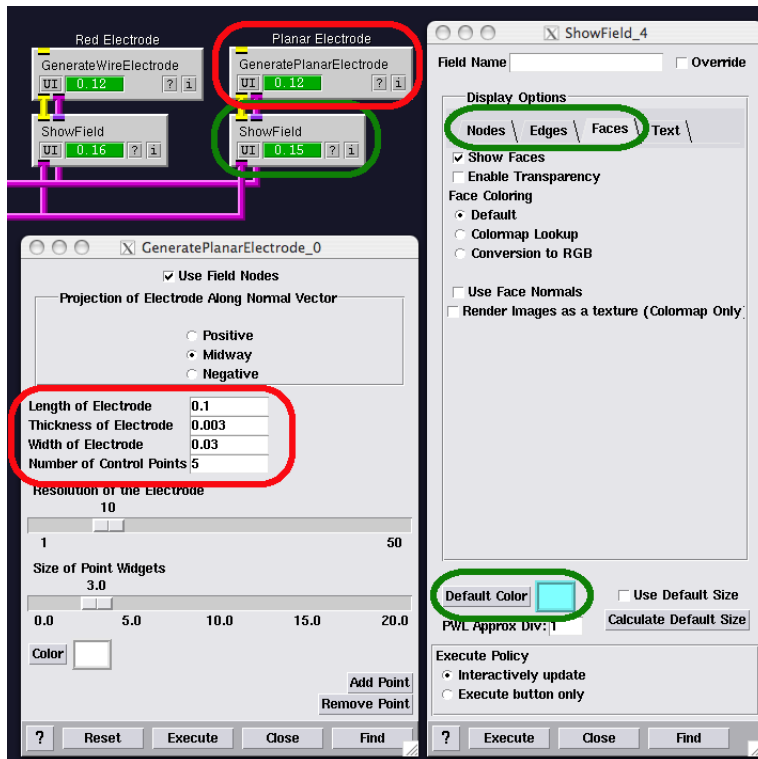 Red Electrode
GenerateWireElectrode
UI 0.12 ? i
ShowField
UI 0.16 ? i
Planar Electrode
GeneratePlanarElectrode
UI 0.12 ? i
ShowField
UI 0.15 ? i
X GeneratePlanarElectrode_0
Use Field Nodes
Projection of Electrode Along Normal Vector
Positive
Midway
Negative
Length of Electrode 0.1
Thickness of Electrode 0.003
Width of Electrode 0.03
Number of Control Points 5
Resolution of the Electrode
10
1 50
Size of Point Widgets
3.0
0.0 5.0 10.0 15.0 20.0
Color
Add Point
Remove Point
? Reset Execute Close Find
X ShowField_4
Field Name Override
Display Options
Nodes \ Edges \ Faces \ Text \
Show Faces
Enable Transparency
Face Coloring
Default
Colormap Lookup
Conversion to RGB
Use Face Normals
Render Images as a texture (Colormap Only)
Default Color Use Default Size
PWL Approx Div: 1 Calculate Default Size
Execute Policy
Interactively update
Execute button only
? Execute Close Find